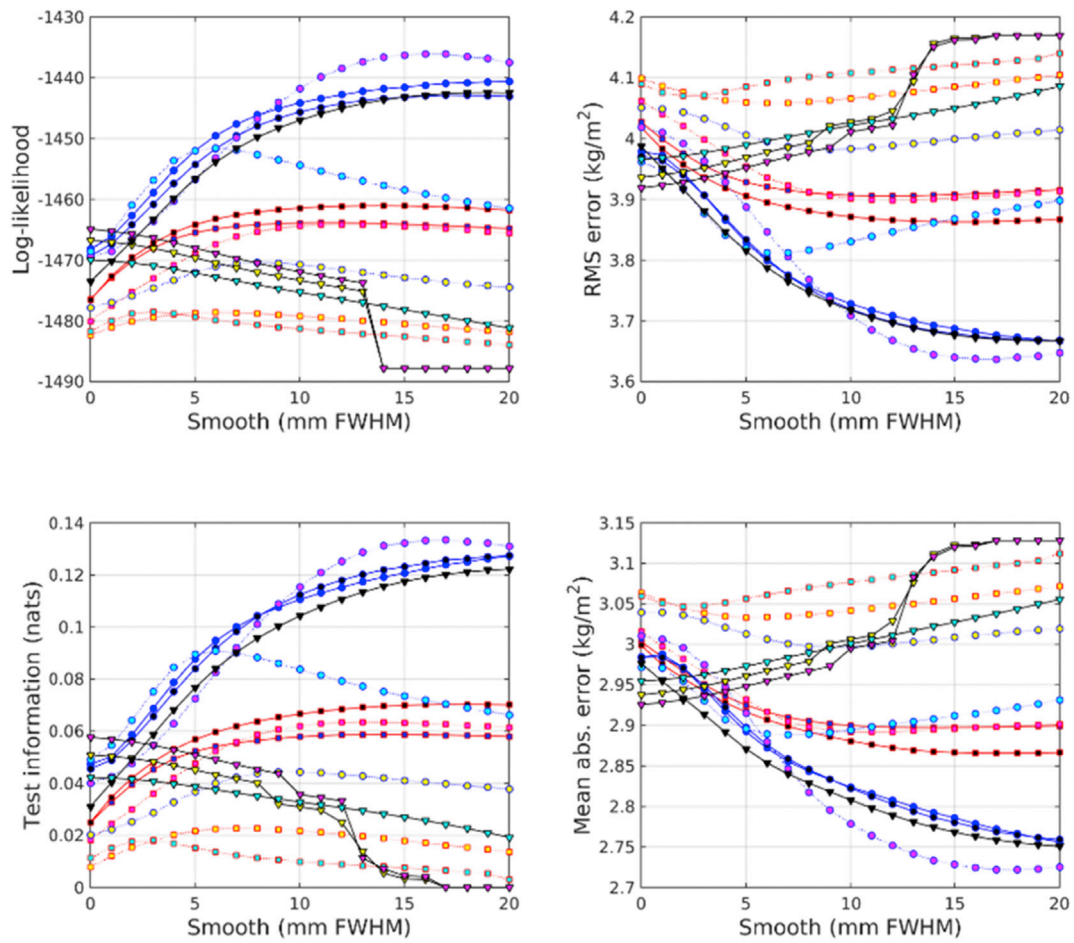 -1430
-1440
-1450
-1460
-1470
-1480
-1490
Log-likelihood
0 5 10 15 20
Smooth (mm FWHM)
4.2
4.1
4
3.9
3.8
3.7
3.6
RMS error (kg/m²)
0 5 10 15 20
Smooth (mm FWHM)
0.14
0.12
0.1
0.08
0.06
0.04
0.02
0
Test information (nats)
0 5 10 15 20
Smooth (mm FWHM)
3.15
3.1
3.05
3
2.95
2.9
2.85
2.8
2.75
2.7
Mean abs. error (kg/m²)
0 5 10 15 20
Smooth (mm FWHM)